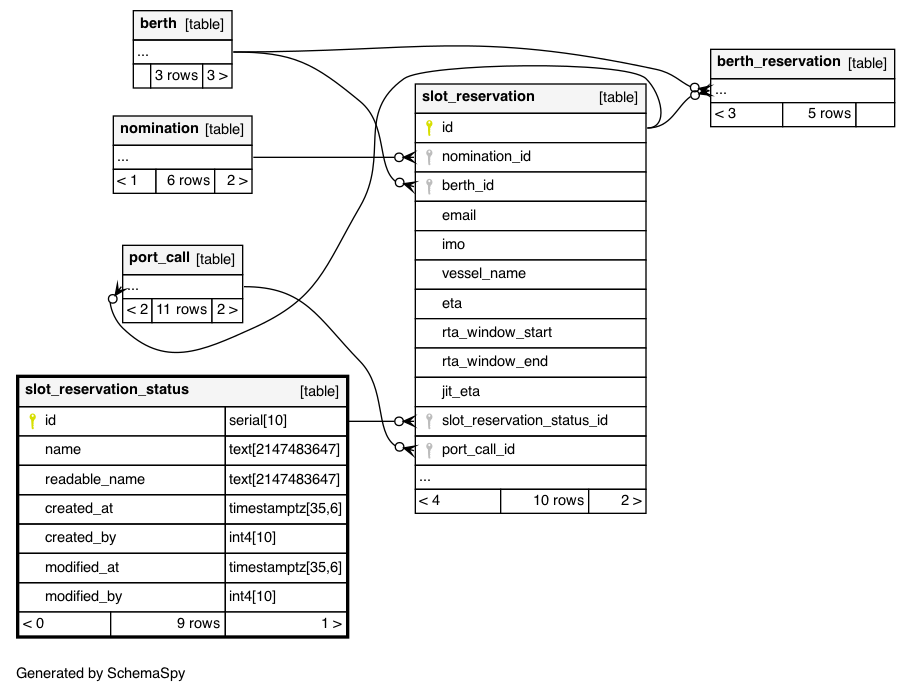 berth [table]
...
3 rows 3 >
nomination [table]
...
< 1 6 rows 2 >
port_call [table]
...
< 2 11 rows 2 >
slot_reservation_status [table]
id serial[10]
name text[2147483647]
readable_name text[2147483647]
created_at timestamptz[35,6]
created_by int4[10]
modified_at timestamptz[35,6]
modified_by int4[10]
< 0 9 rows 1 >
slot_reservation [table]
id
nomination_id
berth_id
email
imo
vessel_name
eta
rta_window_start
rta_window_end
jit_eta
slot_reservation_status_id
port_call_id
...
< 4 10 rows 2 >
berth_reservation [table]
...
< 3 5 rows
Generated by SchemaSpy